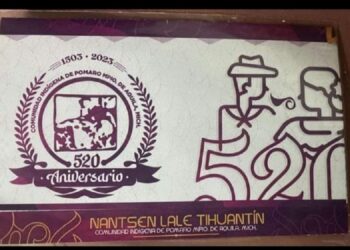 1503 - 2023
COMUNIDAD INDÍGENA DE POMARO MPIO. DE AQUILA, MICH.
520
Aniversario
520
NANTSEN LALE TIHUANTÍN
COMUNIDAD INDIGENA DE POMARO MPIO. DE AQUILA, MICH.